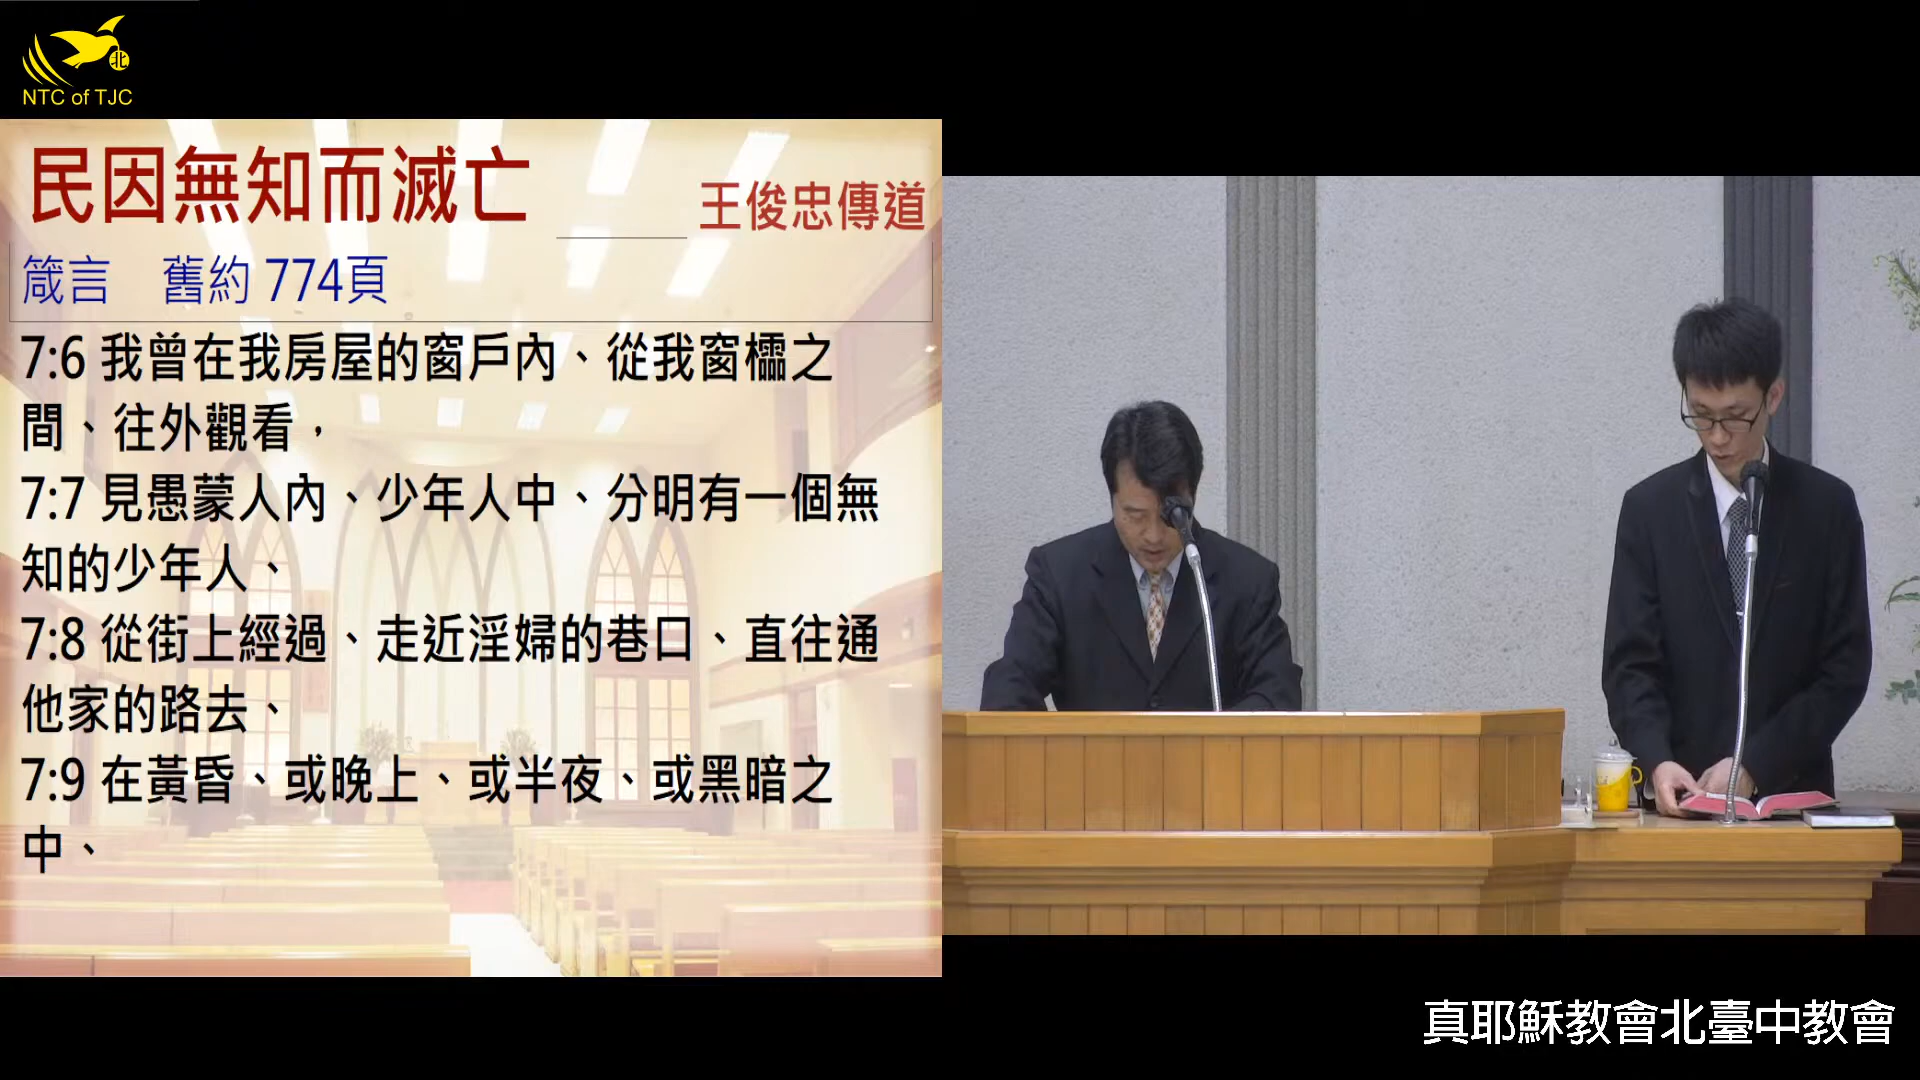 北
NTC of TJC
民因無知而滅亡
王俊忠傳道
箴言 舊約 774頁
7:6 我曾在我房屋的窗戶內、從我窗櫺之
間、往外觀看，
7:7 見愚蒙人內、少年人中、分明有一個無
知的少年人、
7:8 從街上經過、走近淫婦的巷口、直往通
他家的路去、
7:9 在黃昏、或晚上、或半夜、或黑暗之
中、
真耶穌教會北臺中教會